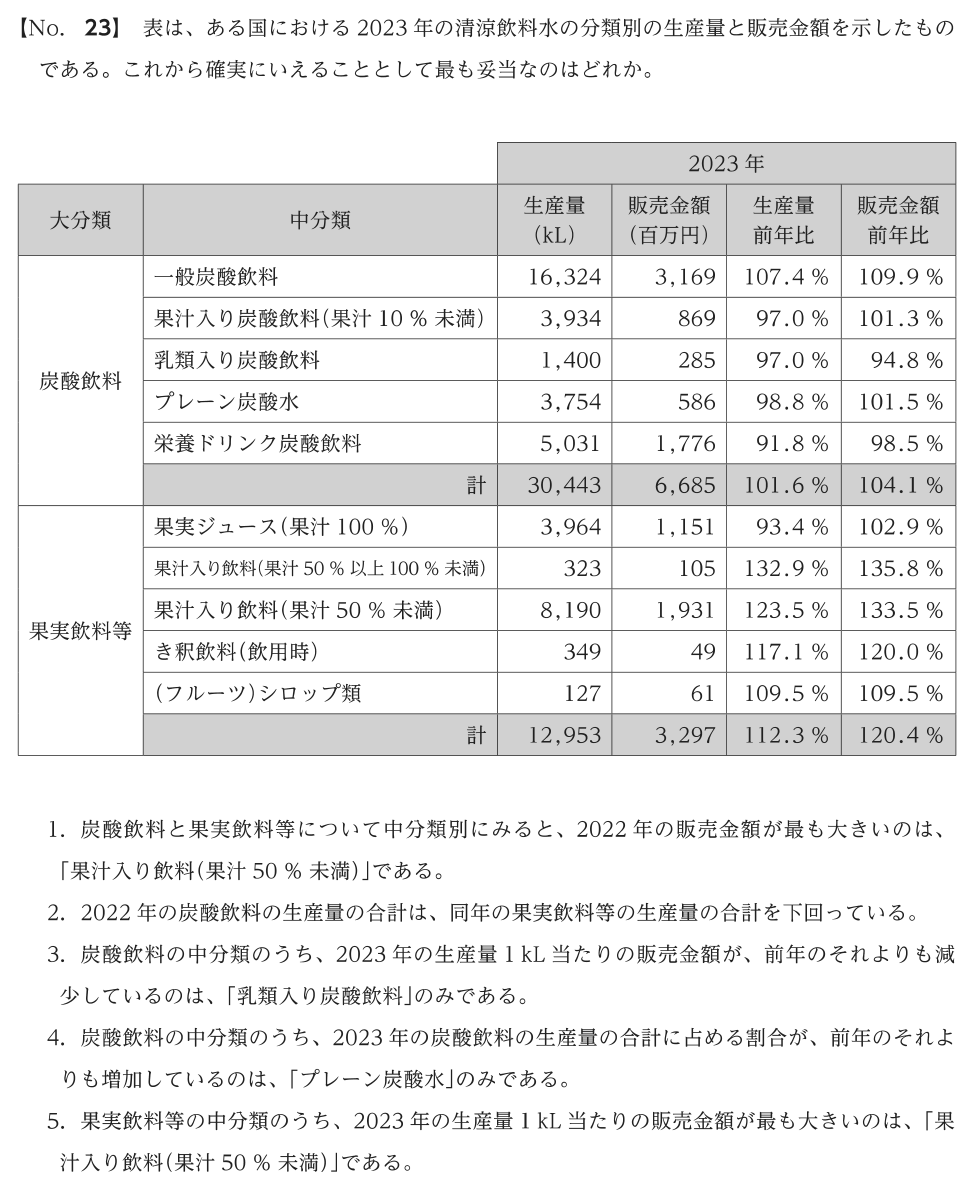 【No. 23】 表は、ある国における2023年の清涼飲料水の分類別の生産量と販売金額を示したもの
である。これから確実にいえることとして最も妥当なのはどれか。
2023年
大分類 中分類 生産量 販売金額 生産量 販売金額
(kL) (百万円) 前年比 前年比
一般炭酸飲料 16,324 3,169 107.4% 109.9%
果汁入り炭酸飲料(果汁10%未満) 3,934 869 97.0% 101.3%
炭酸飲料 乳類入り炭酸飲料 1,400 285 97.0% 94.8%
プレーン炭酸水 3,754 586 98.8% 101.5%
栄養ドリンク炭酸飲料 5,031 1,776 91.8% 98.5%
計 30,443 6,685 101.6% 104.1%
果実ジュース(果汁100%) 3,964 1,151 93.4% 102.9%
果汁入り飲料(果汁50%以上100%未満) 323 105 132.9% 135.8%
果実飲料等 果汁入り飲料(果汁50%未満) 8,190 1,931 123.5% 133.5%
き釈飲料(飲用時) 349 49 117.1% 120.0%
(フルーツ)シロップ類 127 61 109.5% 109.5%
計 12,953 3,297 112.3% 120.4%
1. 炭酸飲料と果実飲料等について中分類別にみると、2022年の販売金額が最も大きいのは、
「果汁入り飲料(果汁50%未満)」である。
2. 2022年の炭酸飲料の生産量の合計は、同年の果実飲料等の生産量の合計を下回っている。
3. 炭酸飲料の中分類のうち、2023年の生産量1kL当たりの販売金額が、前年のそれよりも減
少しているのは、「乳類入り炭酸飲料」のみである。
4. 炭酸飲料の中分類のうち、2023年の炭酸飲料の生産量の合計に占める割合が、前年のそれよ
りも増加しているのは、「プレーン炭酸水」のみである。
5. 果実飲料等の中分類のうち、2023年の生産量1kL当たりの販売金額が最も大きいのは、「果
汁入り飲料(果汁50%未満)」である。